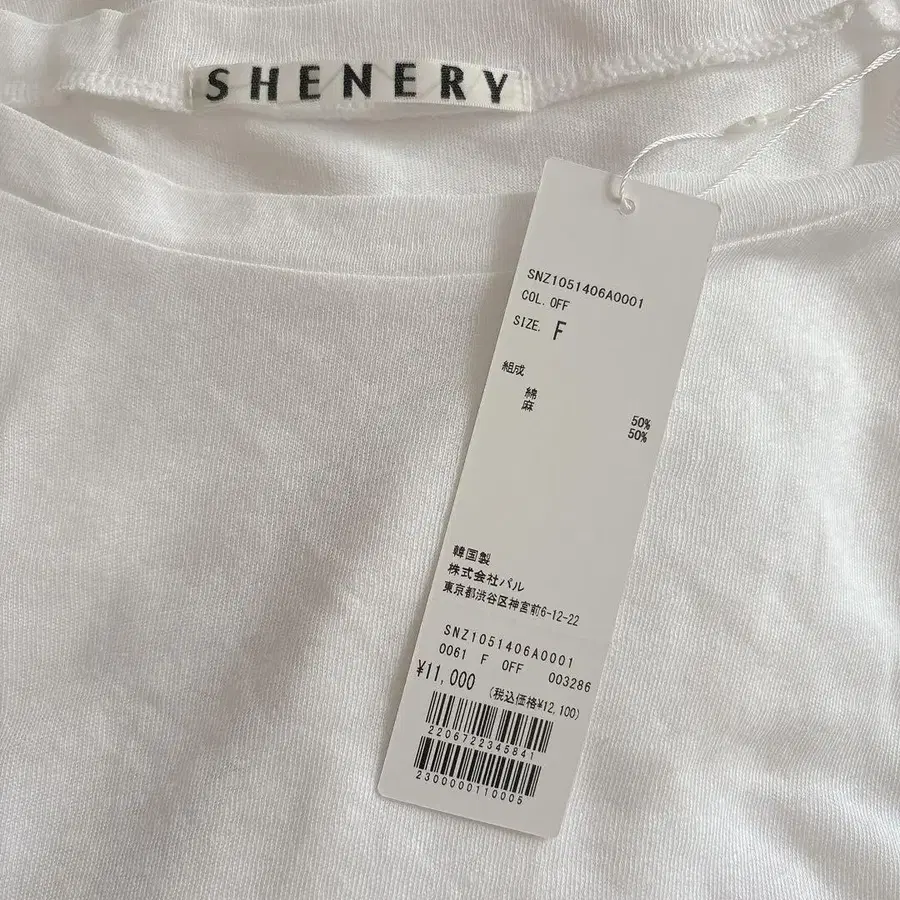 SHENERY
SNZ1051406A0001
COL. OFF
SIZE. F
組成
綿 50%
麻 50%
韓国製
株式会社パル
東京都渋谷区神宮前6-12-22
SNZ1051406A0001
0061 F OFF 003286
¥11,000 (税込価格¥12,100)
2206722345841
2300000110005